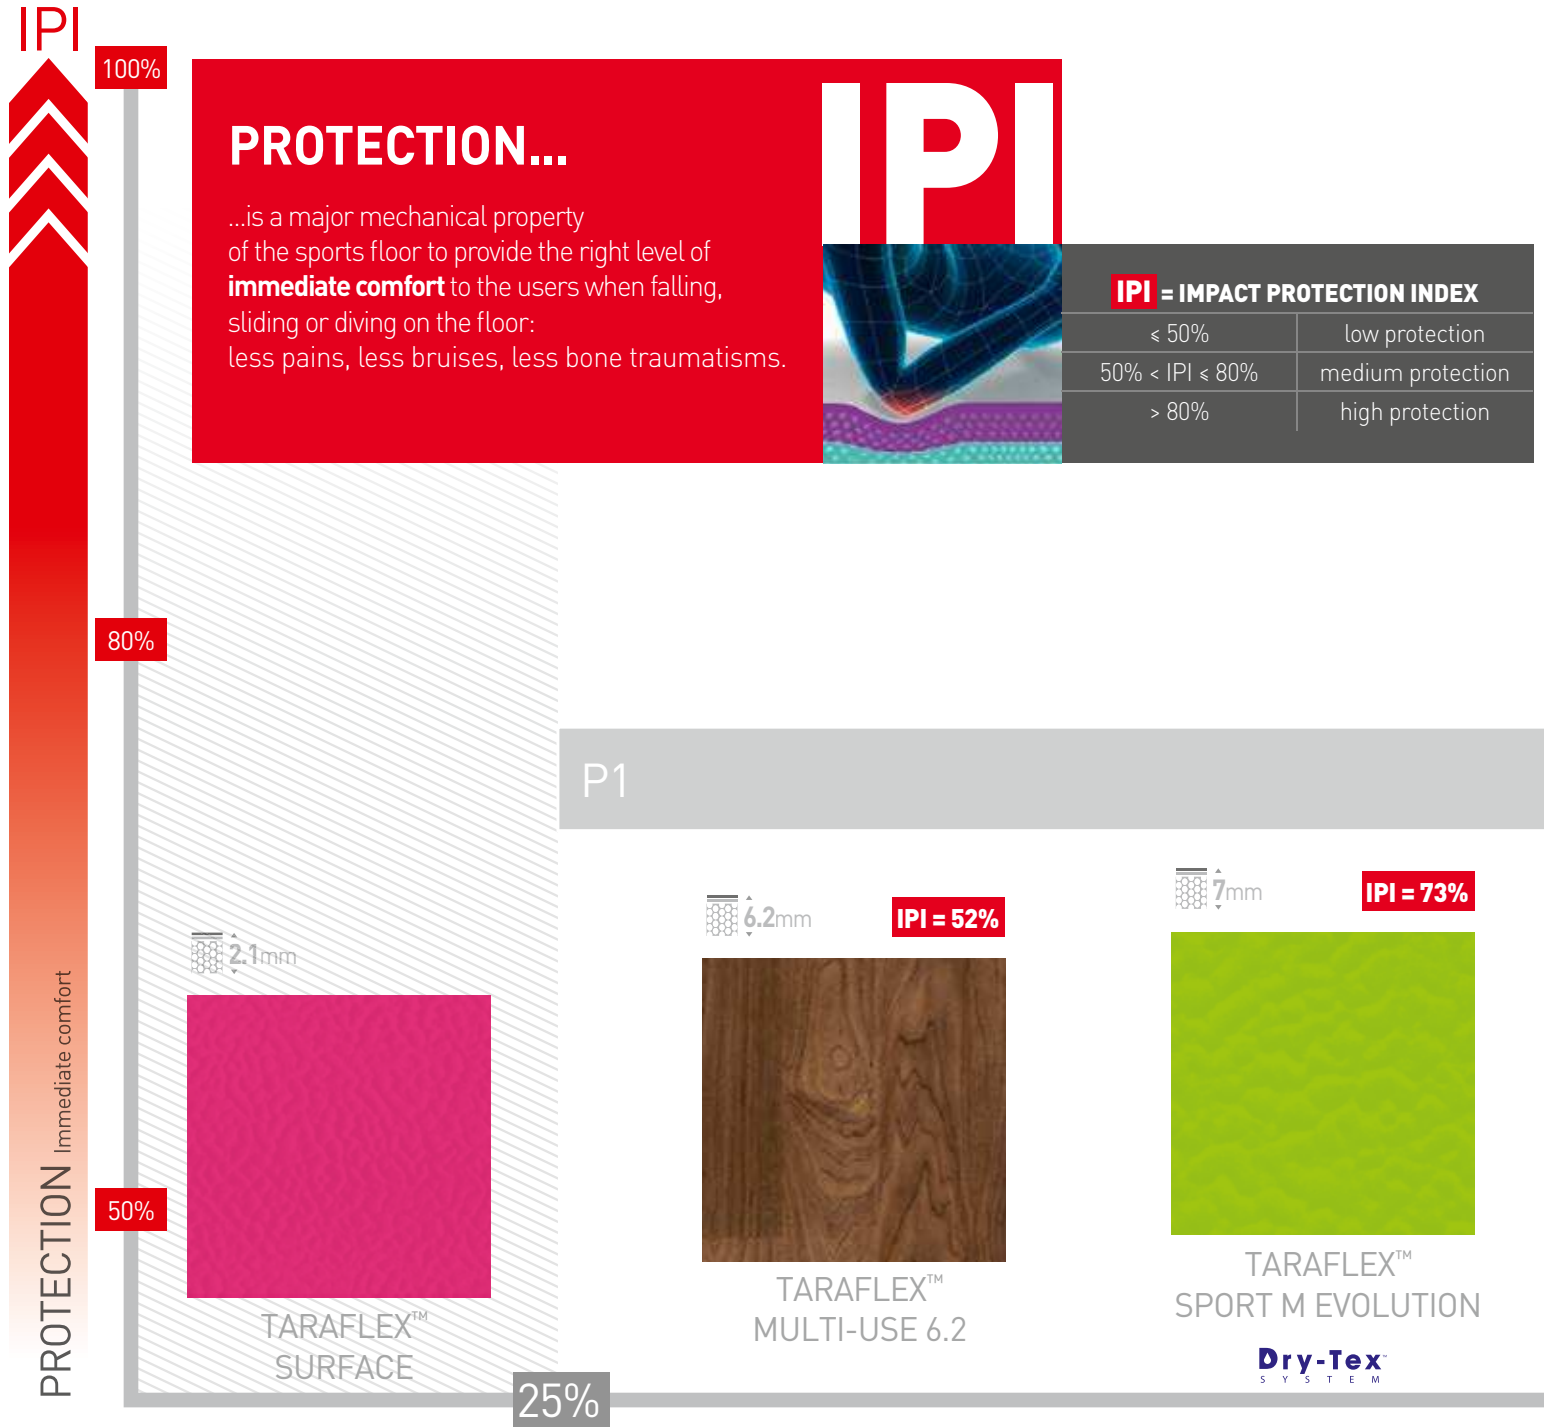 IPI
100%
PROTECTION...
...is a major mechanical property
of the sports floor to provide the right level of
immediate comfort to the users when falling,
sliding or diving on the floor:
less pains, less bruises, less bone traumatisms.
IPI
IPI = IMPACT PROTECTION INDEX
⩽ 50% low protection
50% < IPI ⩽ 80% medium protection
> 80% high protection
80%
P1
2.1mm
6.2mm
IPI = 52%
7mm
IPI = 73%
PROTECTION Immediate comfort
50%
TARAFLEX™
SURFACE
TARAFLEX™
MULTI-USE 6.2
TARAFLEX™
SPORT M EVOLUTION
Dry-Tex™
SYSTEM
25%